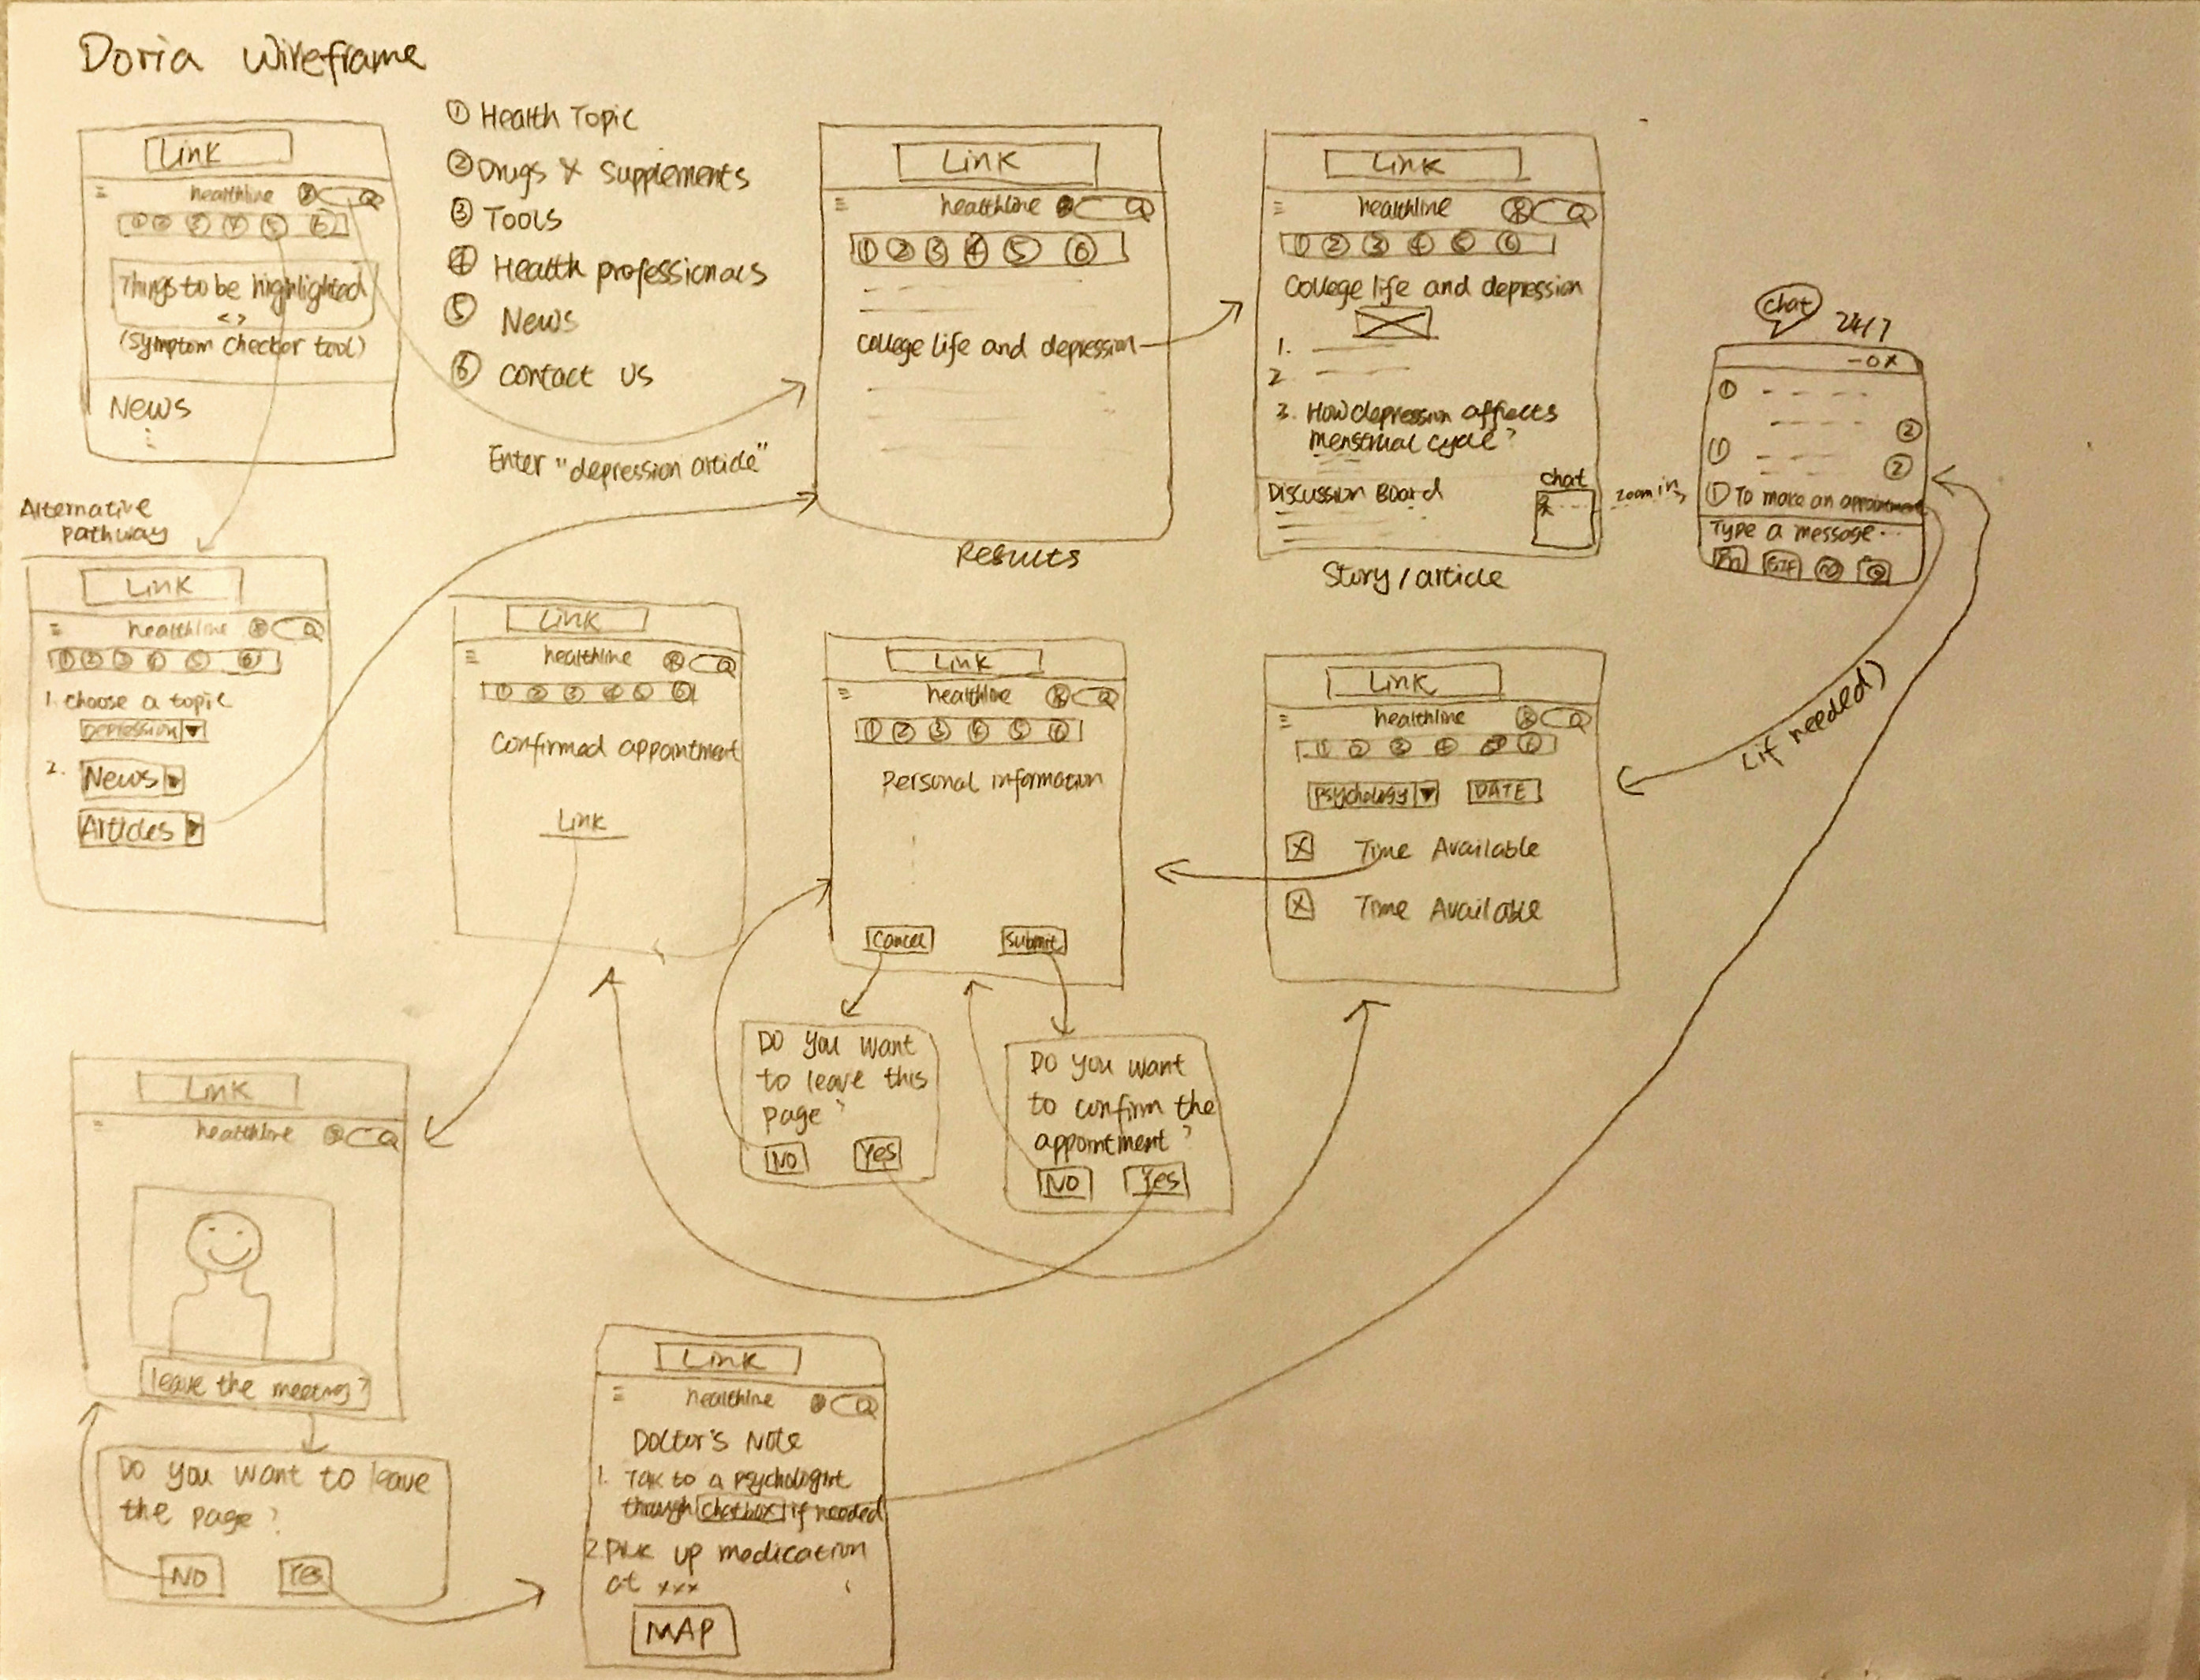 Doria Wireframe
Link
healthline
① ② ③ ④ ⑤ ⑥
Things to be highlighted
< >
(Symptom checker tool)
News
① Health Topic
② Drugs & Supplements
③ Tools
④ Health professionals
⑤ News
⑥ Contact us
Enter "depression article"
Link
healthline
① ② ③ ④ ⑤ ⑥
College life and depression
Results
Link
healthline
① ② ③ ④ ⑤ ⑥
College life and depression
1.
2
3. How depression affects
menstrual cycle?
Discussion Board
chat
Story / article
zoom in
chat
24/7
- O X
①
②
①
②
① To make an appointment
Type a message..
GIF
(if needed)
Alternative
pathway
Link
healthline
① ② ③ ④ ⑤ ⑥
1. choose a topic
Depression
2.
News
Articles
Link
healthline
① ② ③ ④ ⑤ ⑥
Confirmed appointment
Link
Link
healthline
① ② ③ ④ ⑤ ⑥
Personal information
Cancel
Submit
Link
healthline
① ② ③ ④ ⑤ ⑥
Psychology
DATE
X Time Available
X Time Available
Do you want
to leave this
page?
NO
Yes
Do you want
to confirm the
appointment?
NO
Yes
Link
healthline
leave the meeting?
Do you want to leave
the page?
NO
Yes
Link
healthline
Doctor's Note
1. Talk to a psychologist
through chatbox if needed
2. Pick up medication
at xxx
MAP